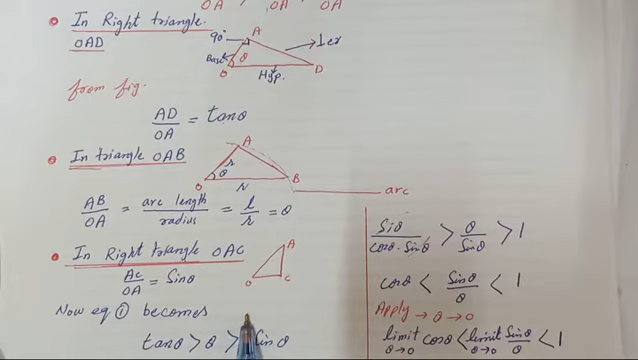 OA OA OA
In Right triangle.
OAD
90°
A
Base
θ
O
Hyp.
D
⊥er
from fig.
AD/OA = tanθ
In triangle OAB
A
r
θ
O
r
B
arc
AB/OA = arc length/radius = l/r = θ
In Right triangle OAC
AC/OA = Sinθ
A
O
C
Now eq ① becomes
tanθ > θ > Sinθ
Siθ/Cosθ·Sinθ > θ/Sinθ > 1
Cosθ < Sinθ/θ < 1
Apply → θ → 0
limit θ→0 Cosθ < limit θ→0 Sinθ/θ < 1